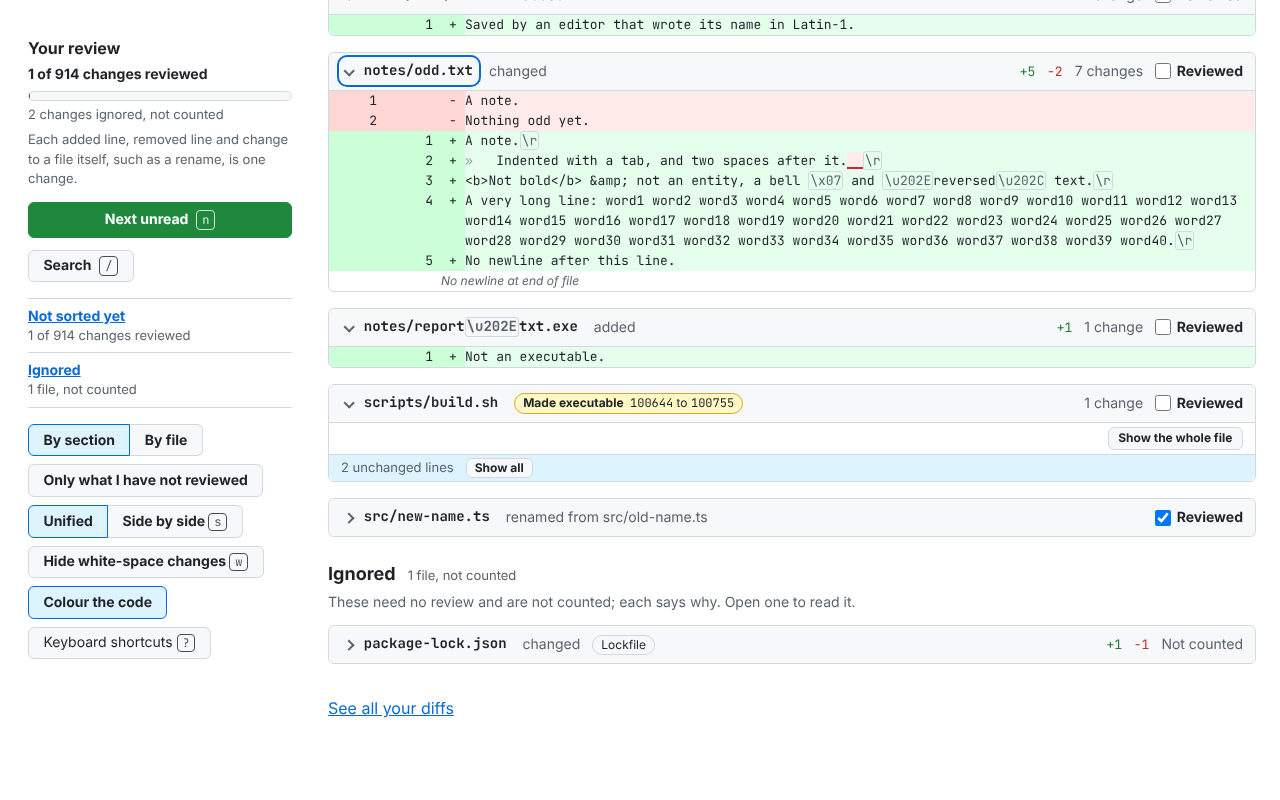 Your review
1 of 914 changes reviewed
2 changes ignored, not counted
Each added line, removed line and change
to a file itself, such as a rename, is one
change.
Next unread n
Search /
Not sorted yet
1 of 914 changes reviewed
Ignored
1 file, not counted
By section By file
Only what I have not reviewed
Unified Side by side s
Hide white-space changes w
Colour the code
Keyboard shortcuts ?
1 + Saved by an editor that wrote its name in Latin-1.
notes/odd.txt changed +5 -2 7 changes Reviewed
1 - A note.
2 - Nothing odd yet.
1 + A note.\r
2 + » Indented with a tab, and two spaces after it. \r
3 + <b>Not bold</b> &amp; not an entity, a bell \x07 and \u202Ereversed\u202C text.\r
4 + A very long line: word1 word2 word3 word4 word5 word6 word7 word8 word9 word10 word11 word12 word13
word14 word15 word16 word17 word18 word19 word20 word21 word22 word23 word24 word25 word26 word27
word28 word29 word30 word31 word32 word33 word34 word35 word36 word37 word38 word39 word40.\r
5 + No newline after this line.
No newline at end of file
notes/report\u202Etxt.exe added +1 1 change Reviewed
1 + Not an executable.
scripts/build.sh Made executable 100644 to 100755 1 change Reviewed
Show the whole file
2 unchanged lines Show all
src/new-name.ts renamed from src/old-name.ts Reviewed
Ignored 1 file, not counted
These need no review and are not counted; each says why. Open one to read it.
package-lock.json changed Lockfile +1 -1 Not counted
See all your diffs